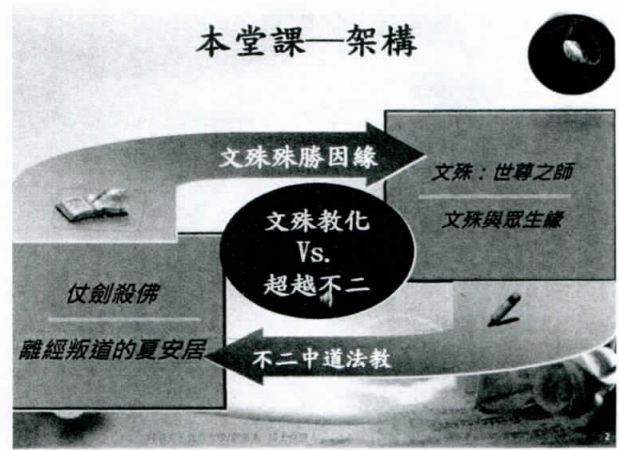 本堂課—架構
文殊殊勝因緣
文殊：世尊之師
文殊與眾生緣
文殊教化
Vs.
超越不二
仗劍殺佛
離經叛道的夏安居
不二中道法教
2